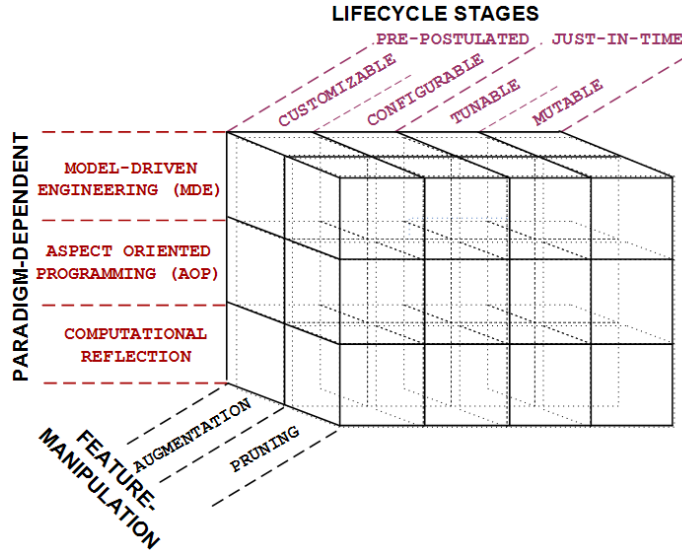 LIFECYCLE STAGES
PRE-POSTULATED JUST-IN-TIME
CUSTOMIZABLE
CONFIGURABLE
TUNABLE
MUTABLE
PARADIGM-DEPENDENT
MODEL-DRIVEN
ENGINEERING (MDE)
ASPECT ORIENTED
PROGRAMMING (AOP)
COMPUTATIONAL
REFLECTION
FEATURE-
MANIPULATION
AUGMENTATION
PRUNING